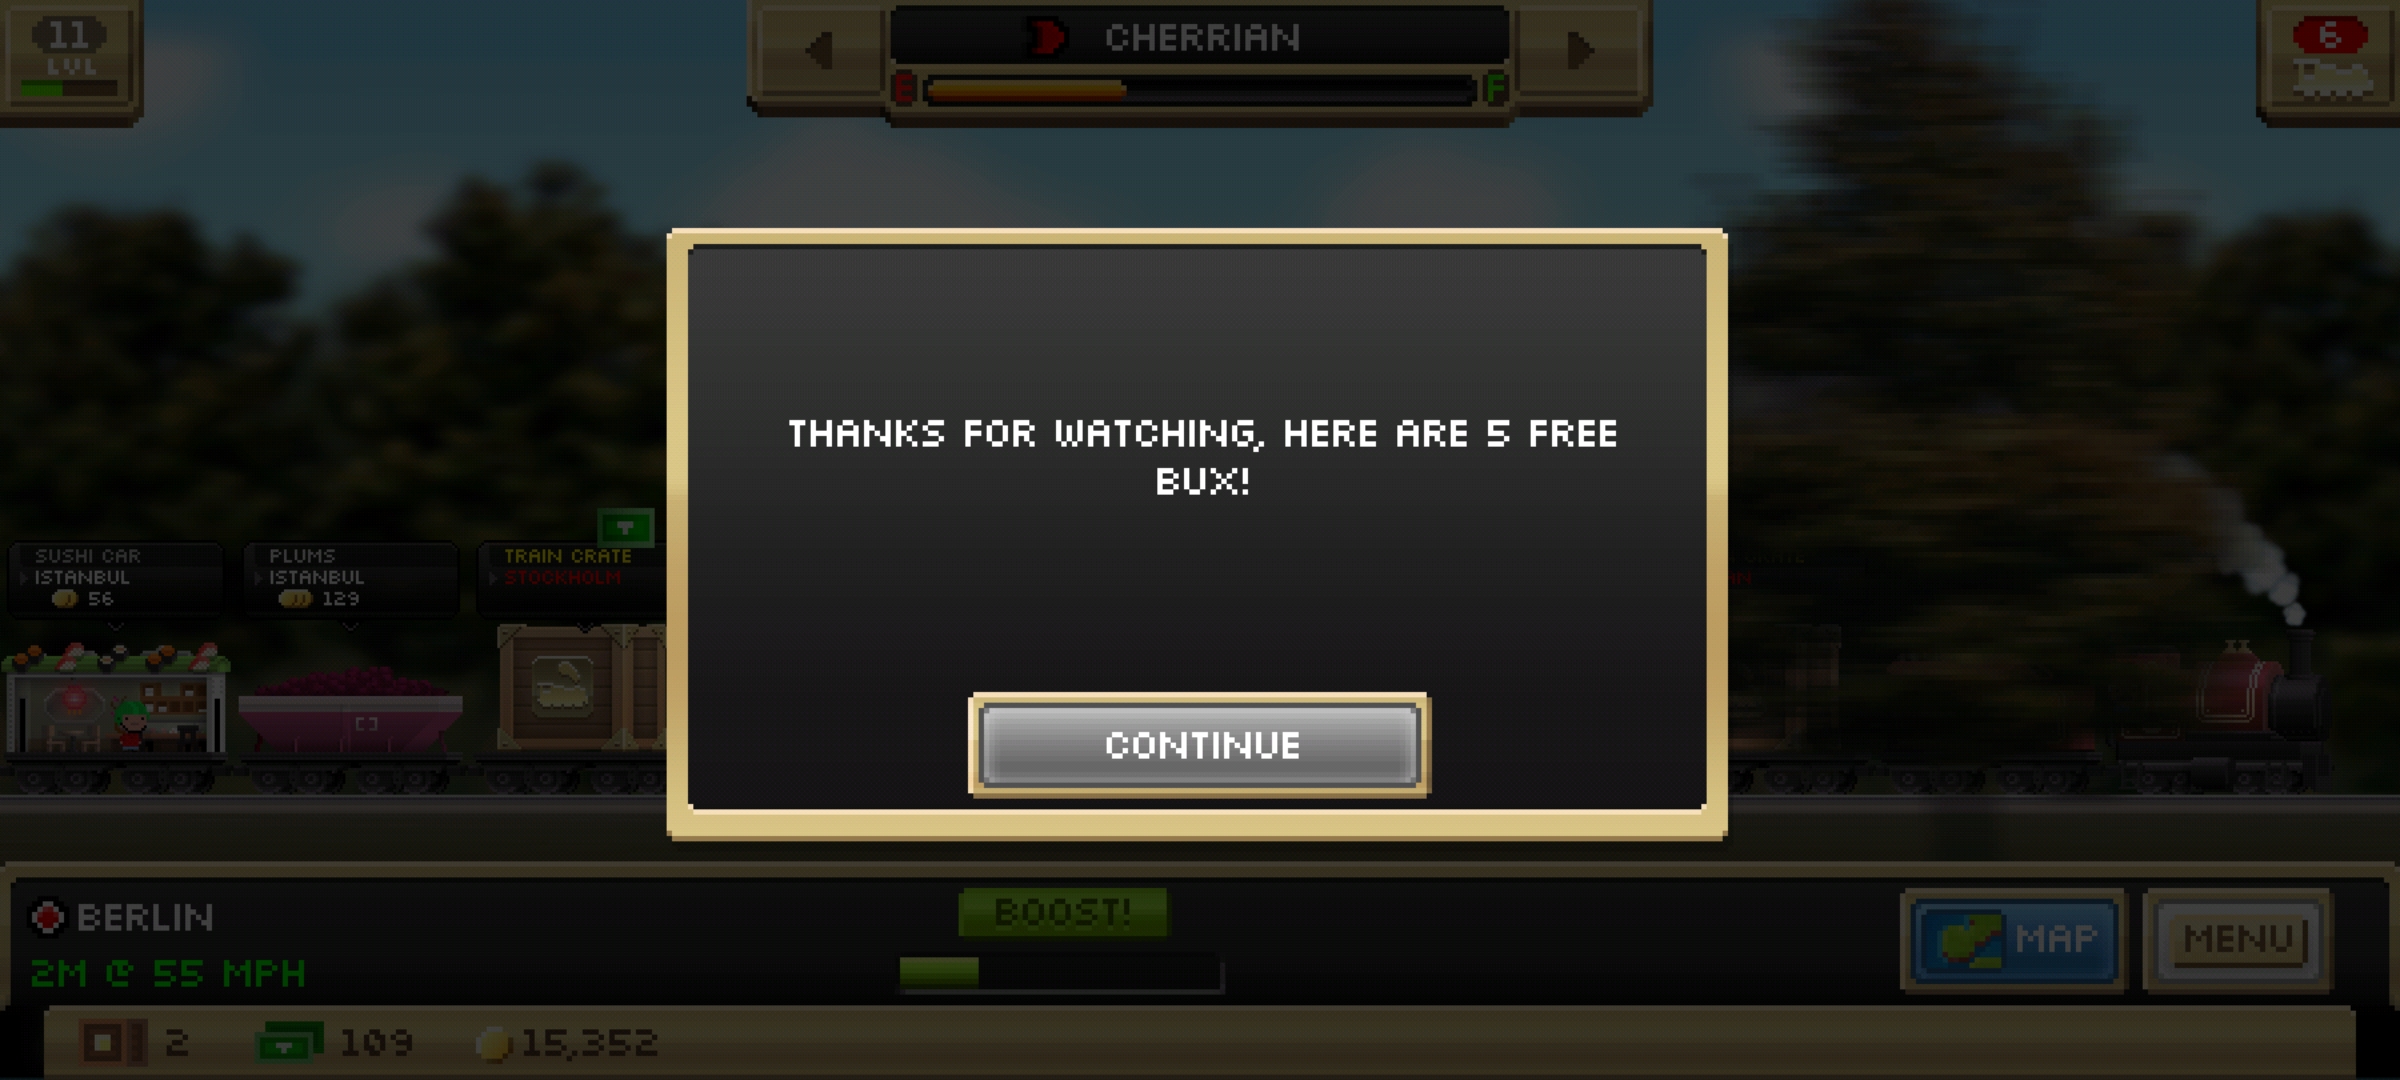 11
LVL
CHERRIAN
E
F
6
THANKS FOR WATCHING, HERE ARE 5 FREE
BUX!
CONTINUE
SUSHI CAR
ISTANBUL
56
PLUMS
ISTANBUL
129
TRAIN CRATE
STOCKHOLM
BERLIN
2M @ 55 MPH
BOOST!
MAP
MENU
2
109
15,352